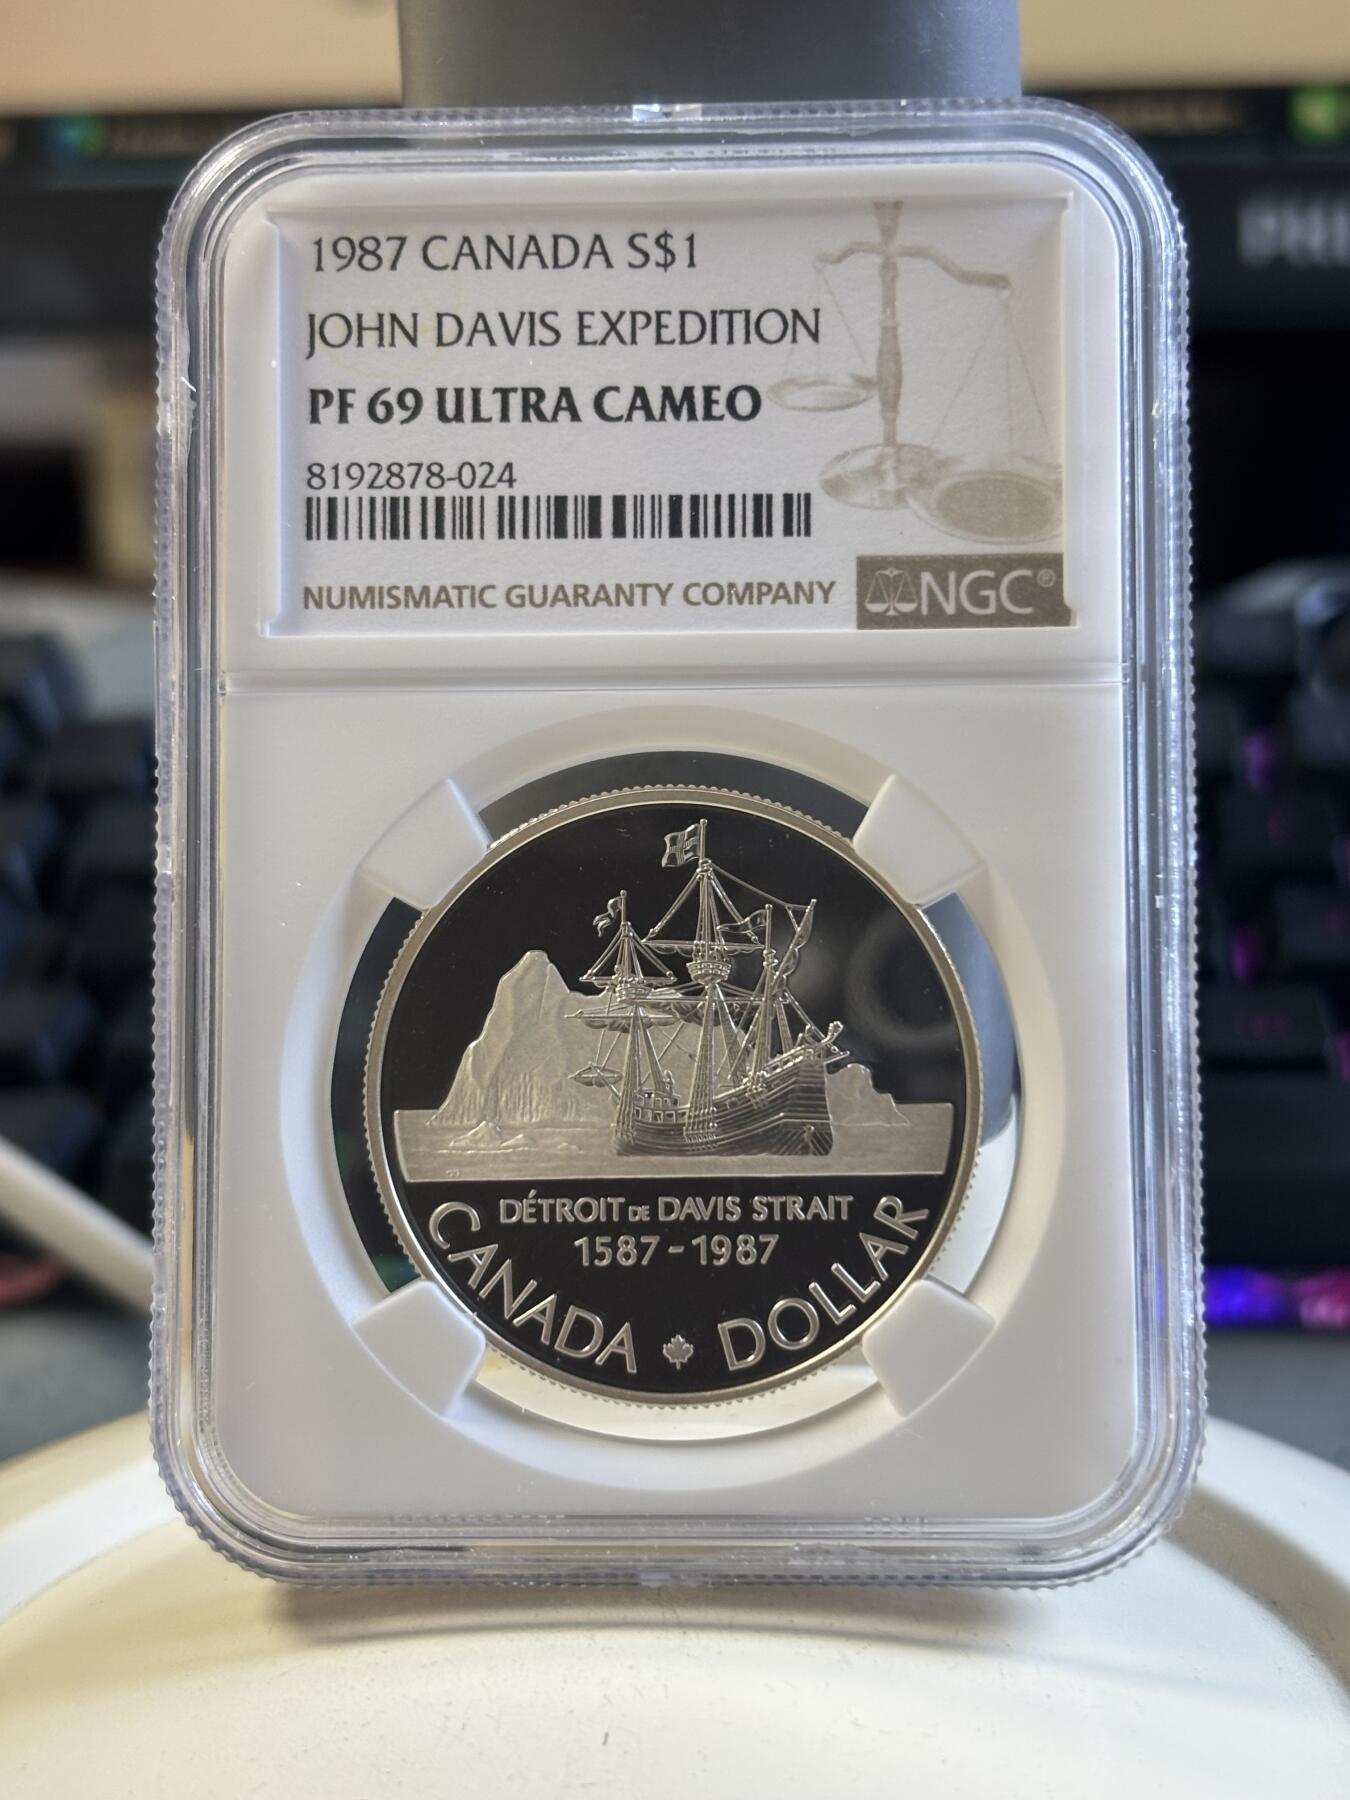 1987 CANADA S$1
JOHN DAVIS EXPEDITION
PF 69 ULTRA CAMEO
8192878-024
NUMISMATIC GUARANTY COMPANY
NGC®
DÉTROIT DE DAVIS STRAIT
1587-1987
CANADA DOLLAR